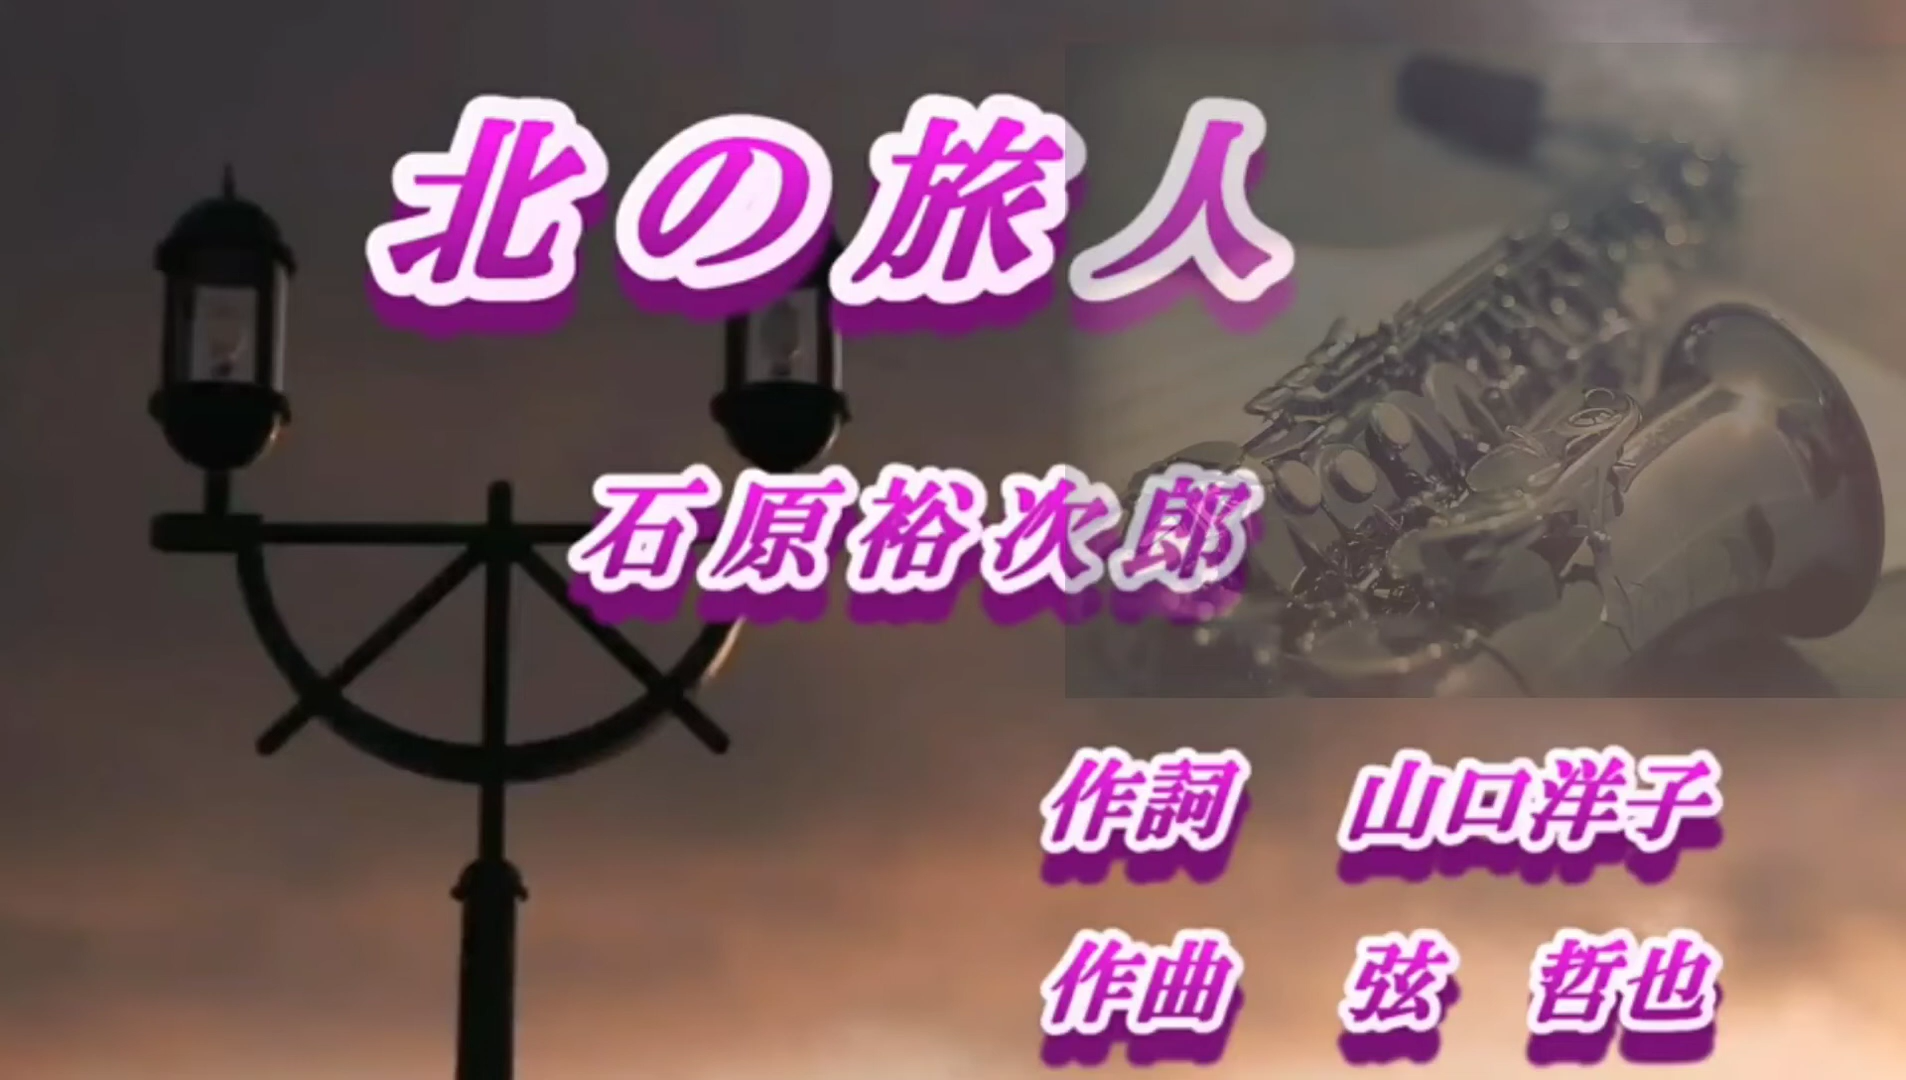 北の旅人
石原裕次郎
作詞　山口洋子
作曲　弦　哲也